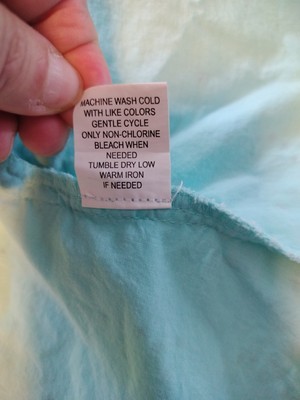 MACHINE WASH COLD
WITH LIKE COLORS
GENTLE CYCLE
ONLY NON-CHLORINE
BLEACH WHEN
NEEDED
TUMBLE DRY LOW
WARM IRON
IF NEEDED